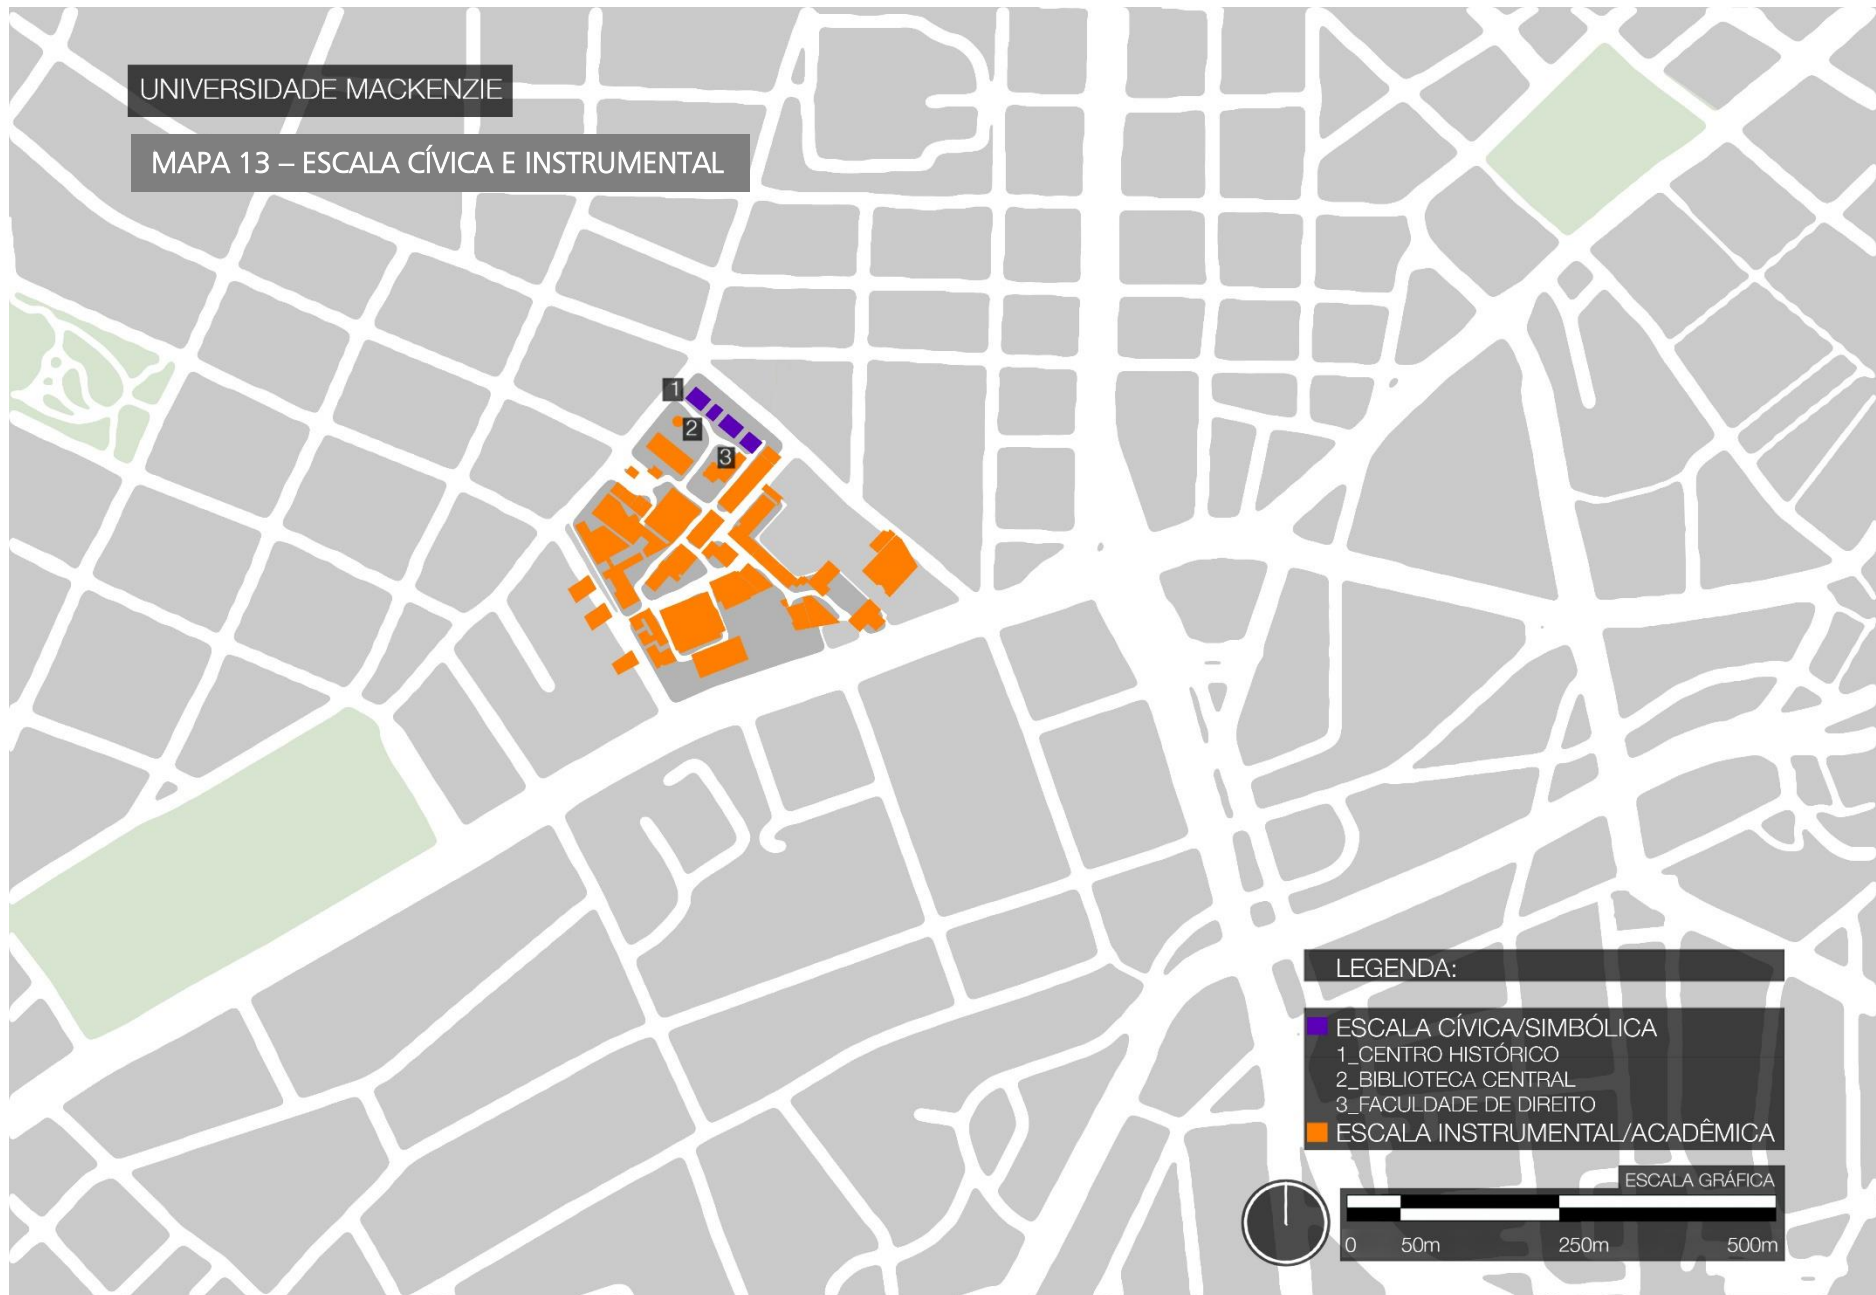 UNIVERSIDADE MACKENZIE
MAPA 13 – ESCALA CÍVICA E INSTRUMENTAL
1
2
3
LEGENDA:
ESCALA CÍVICA/SIMBÓLICA
1_CENTRO HISTÓRICO
2_BIBLIOTECA CENTRAL
3_FACULDADE DE DIREITO
ESCALA INSTRUMENTAL/ACADÊMICA
ESCALA GRÁFICA
0 50m 250m 500m